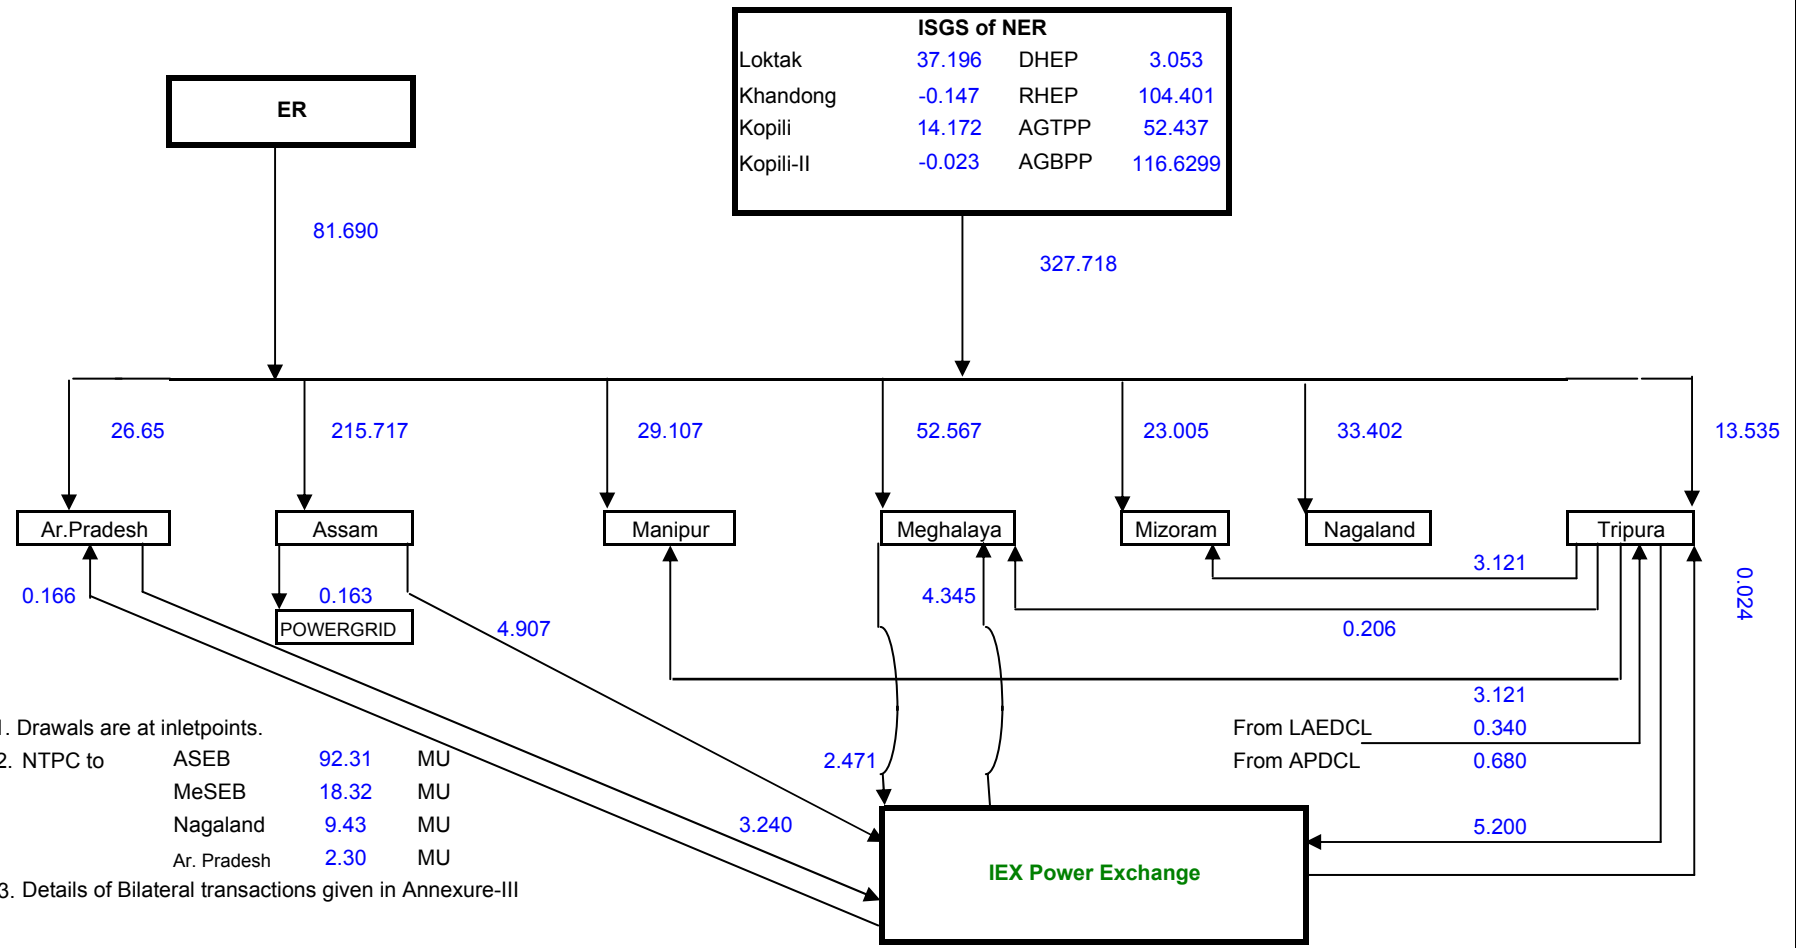 ISGS of NER
Loktak 37.196 DHEP 3.053
Khandong -0.147 RHEP 104.401
Kopili 14.172 AGTPP 52.437
Kopili-II -0.023 AGBPP 116.6299
ER
81.690
327.718
26.65 215.717 29.107 52.567 23.005 33.402 13.535
Ar.Pradesh Assam Manipur Meghalaya Mizoram Nagaland Tripura
3.121
0.166 0.163 4.345 0.024
POWERGRID 4.907 0.206
3.121
1. Drawals are at inletpoints.
From LAEDCL 0.340
2. NTPC to ASEB 92.31 MU
2.471
From APDCL 0.680
MeSEB 18.32 MU
Nagaland 9.43 MU
3.240
5.200
Ar. Pradesh 2.30 MU
IEX Power Exchange
3. Details of Bilateral transactions given in Annexure-III